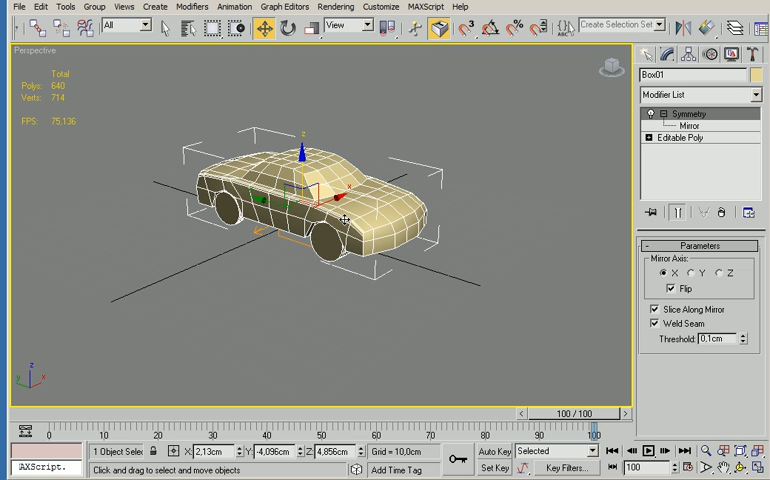 File Edit Tools Group Views Create Modifiers Animation Graph Editors Rendering Customize MAXScript Help
All View Create Selection Set
Perspective
Total
Polys: 640
Verts: 714
FPS: 75,136
z
x
z
y x
Box01
Modifier List
Symmetry
Mirror
Editable Poly
- Parameters
Mirror Axis:
X Y Z
Flip
Slice Along Mirror
Weld Seam
Threshold: 0,1cm
< 100 / 100 >
0 10 20 30 40 50 60 70 80 90 100
1 Object Selec X: 2,13cm Y: -4,096cm Z: 4,856cm Grid = 10,0cm Auto Key Selected
AXScript. Click and drag to select and move objects Add Time Tag Set Key Key Filters... 100